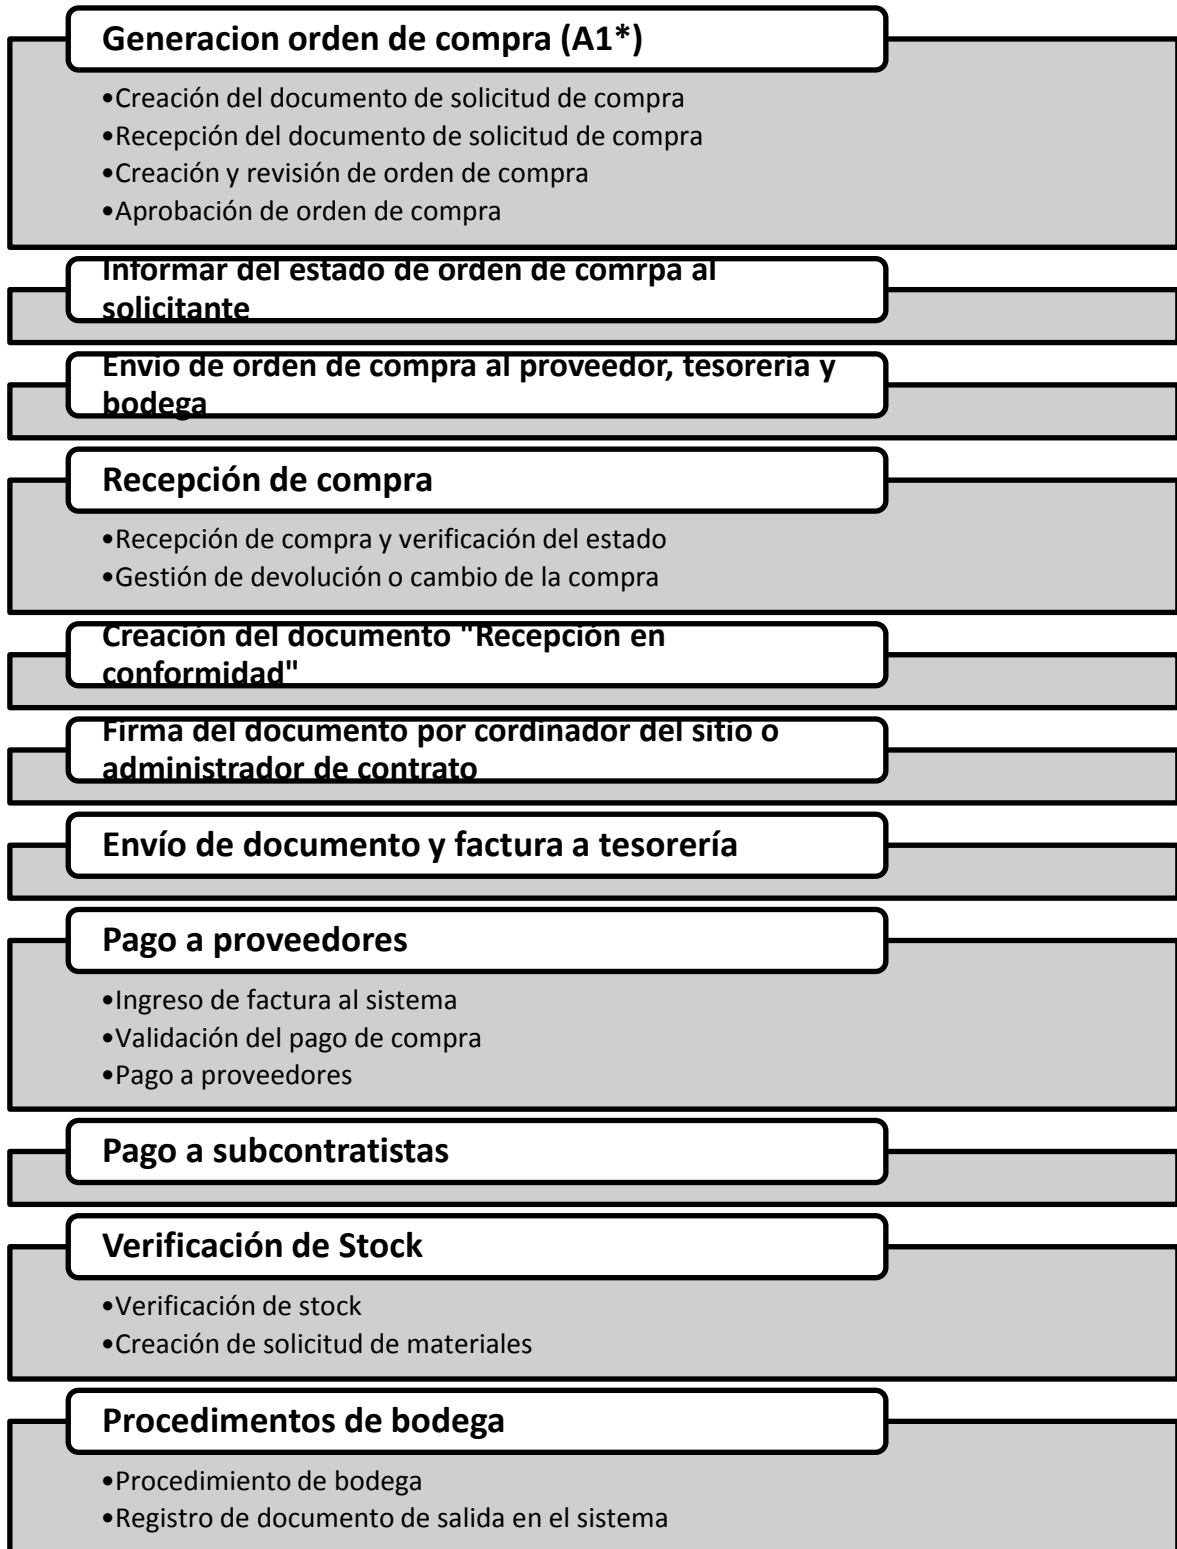 Generacion orden de compra (A1*)
•Creación del documento de solicitud de compra
•Recepción del documento de solicitud de compra
•Creación y revisión de orden de compra
•Aprobación de orden de compra
Informar del estado de orden de comrpa al
solicitante
Envío de orden de compra al proveedor, tesorería y
bodega
Recepción de compra
•Recepción de compra y verificación del estado
•Gestión de devolución o cambio de la compra
Creación del documento "Recepción en
conformidad"
Firma del documento por cordinador del sitio o
administrador de contrato
Envío de documento y factura a tesorería
Pago a proveedores
•Ingreso de factura al sistema
•Validación del pago de compra
•Pago a proveedores
Pago a subcontratistas
Verificación de Stock
•Verificación de stock
•Creación de solicitud de materiales
Procedimentos de bodega
•Procedimiento de bodega
•Registro de documento de salida en el sistema